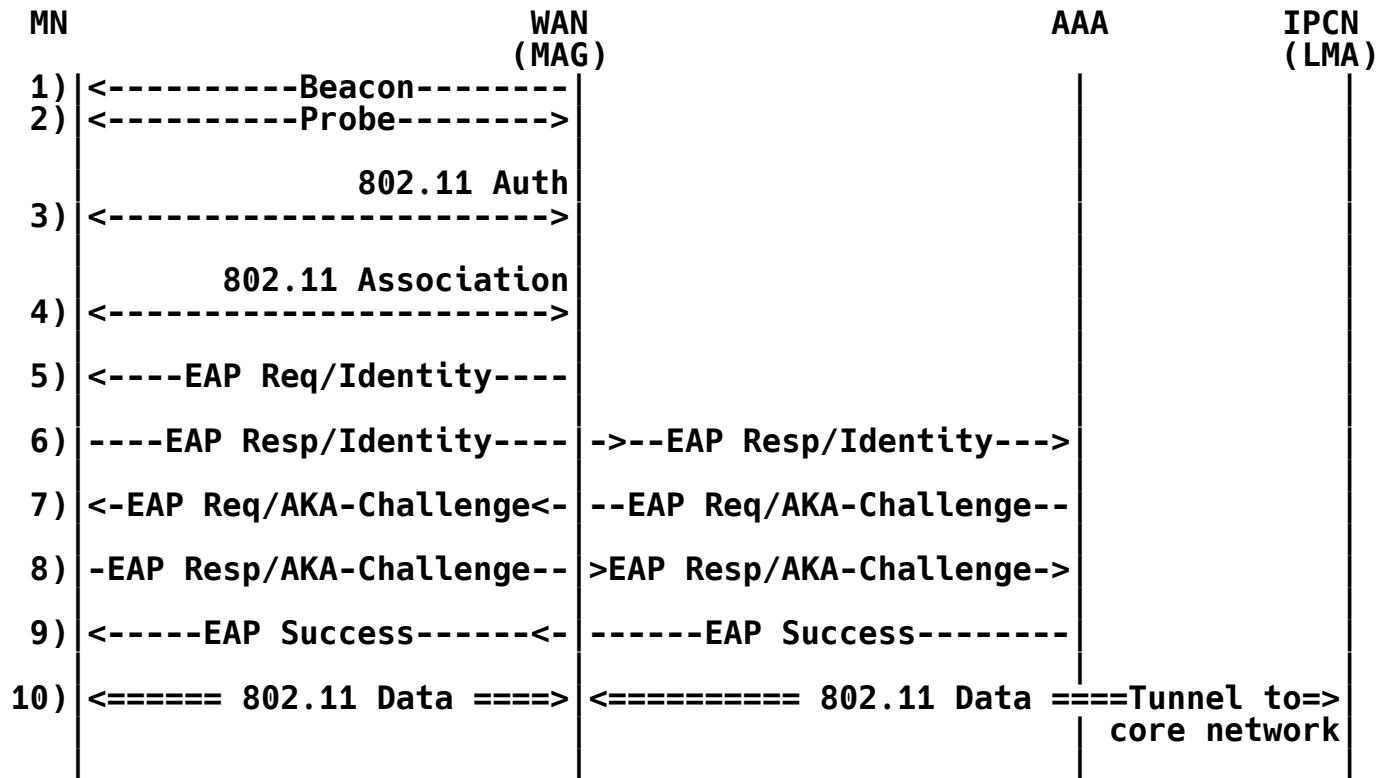 MN WAN AAA IPCN
(MAG) (LMA)
1)|<----------Beacon--------| | |
2)|<----------Probe-------->| | |
802.11 Auth|
3)|<----------------------->| | |
802.11 Association|
4)|<----------------------->| | |
5)|<----EAP Req/Identity----| | |
6)|----EAP Resp/Identity----|->--EAP Resp/Identity--->| |
7)|<-EAP Req/AKA-Challenge<-|--EAP Req/AKA-Challenge--| |
8)|-EAP Resp/AKA-Challenge--|>EAP Resp/AKA-Challenge->| |
9)|<-----EAP Success------<-|------EAP Success--------| |
10)|<====== 802.11 Data ====>|<========== 802.11 Data ====Tunnel to=>|
core network|